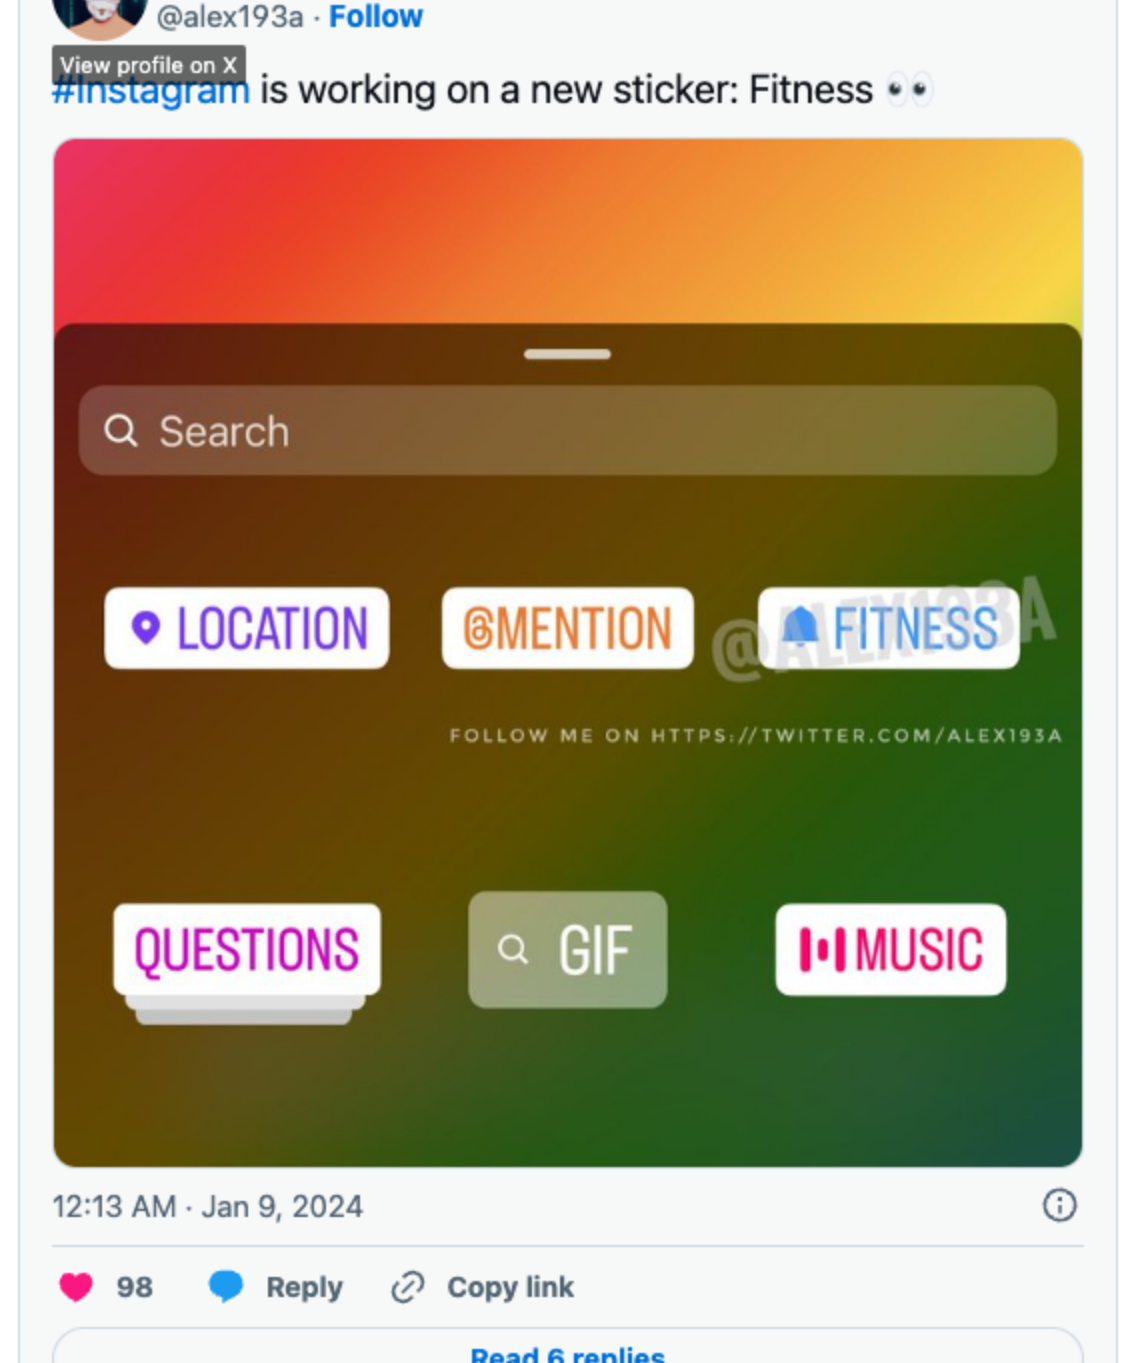 @alex193a · Follow
View profile on X
#Instagram is working on a new sticker: Fitness 👀
Search
LOCATION
@MENTION
FITNESS
@ALEX193A
FOLLOW ME ON HTTPS://TWITTER.COM/ALEX193A
QUESTIONS
GIF
MUSIC
12:13 AM · Jan 9, 2024
98
Reply
Copy link
Read 6 replies